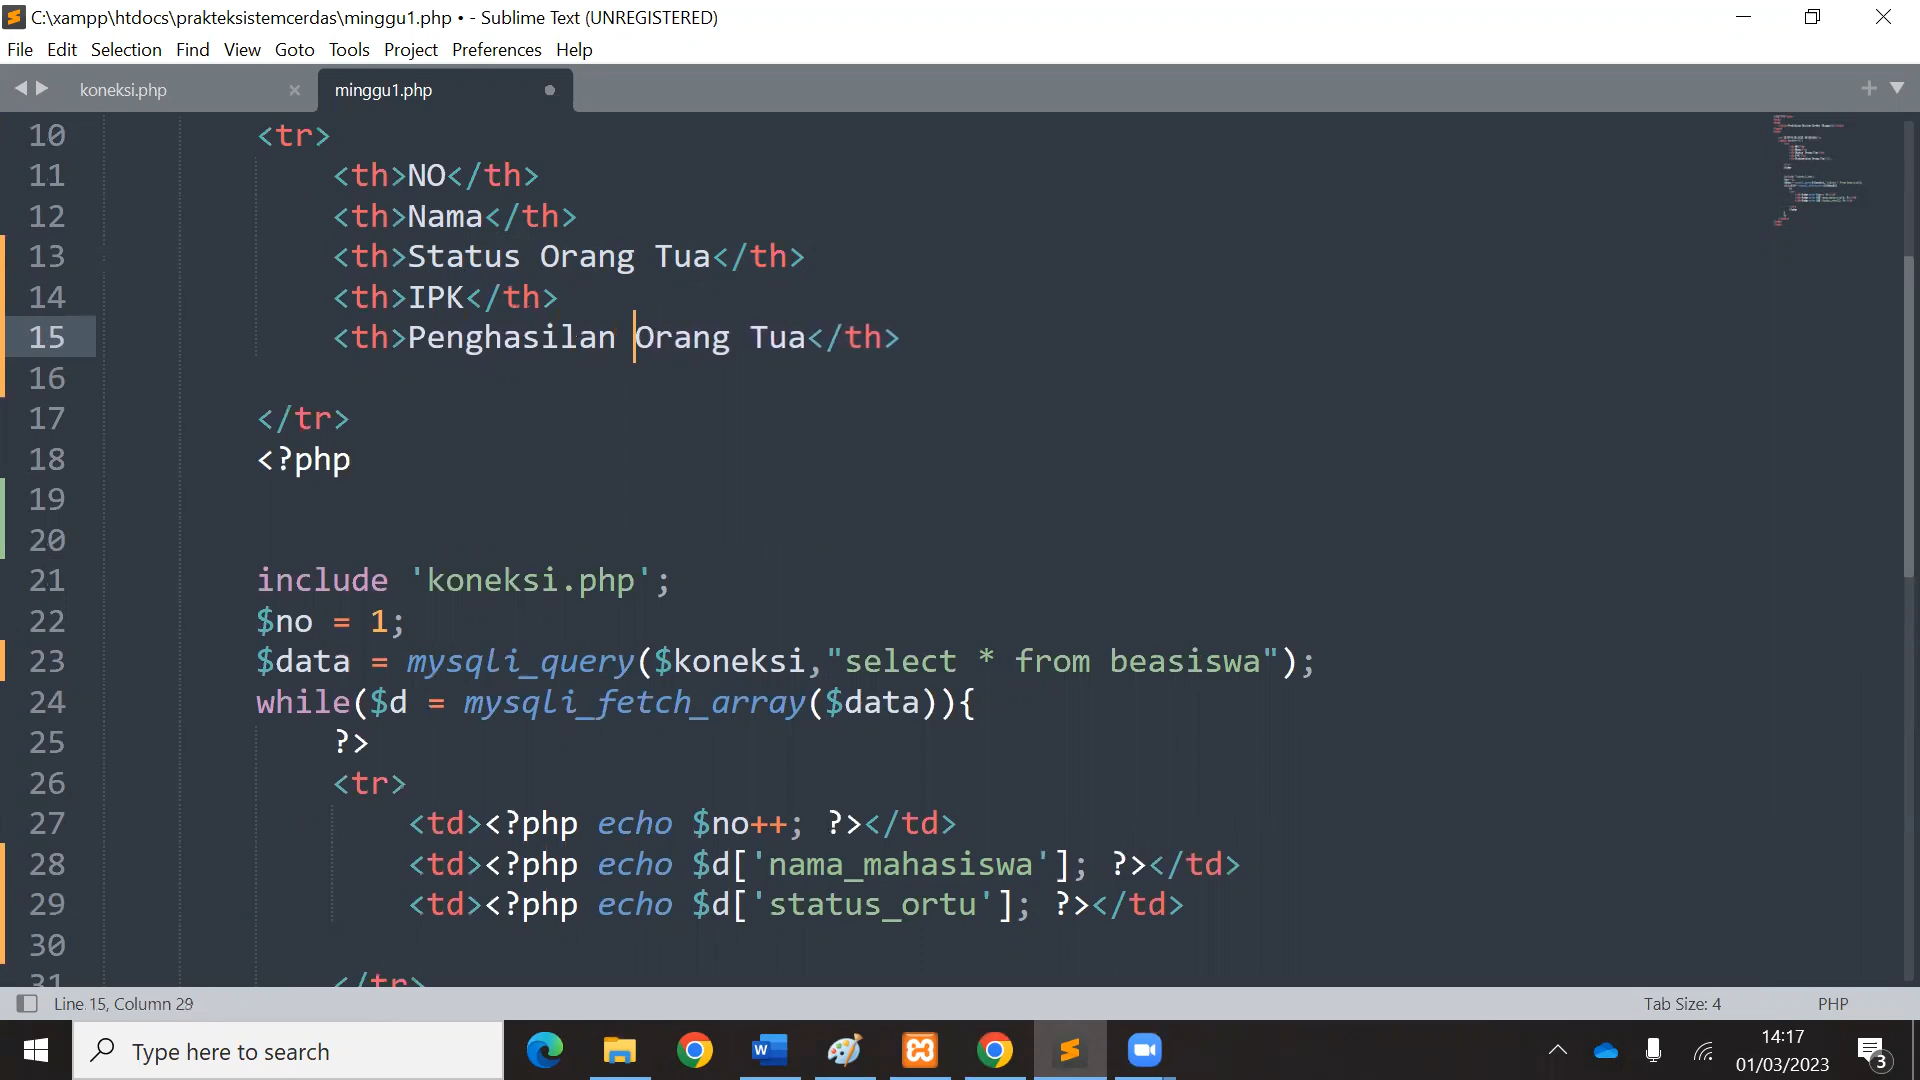 C:\xampp\htdocs\prakteksistemcerdas\minggu1.php • - Sublime Text (UNREGISTERED)
File Edit Selection Find View Goto Tools Project Preferences Help
koneksi.php × minggu1.php
10 <tr>
11 <th>NO</th>
12 <th>Nama</th>
13 <th>Status Orang Tua</th>
14 <th>IPK</th>
15 <th>Penghasilan Orang Tua</th>
16
17 </tr>
18 <?php
19
20
21 include 'koneksi.php';
22 $no = 1;
23 $data = mysqli_query($koneksi,"select * from beasiswa");
24 while($d = mysqli_fetch_array($data)){
25 ?>
26 <tr>
27 <td><?php echo $no++; ?></td>
28 <td><?php echo $d['nama_mahasiswa']; ?></td>
29 <td><?php echo $d['status_ortu']; ?></td>
30
31 </tr>
Line 15, Column 29 Tab Size: 4 PHP
Type here to search
14:17
01/03/2023
3